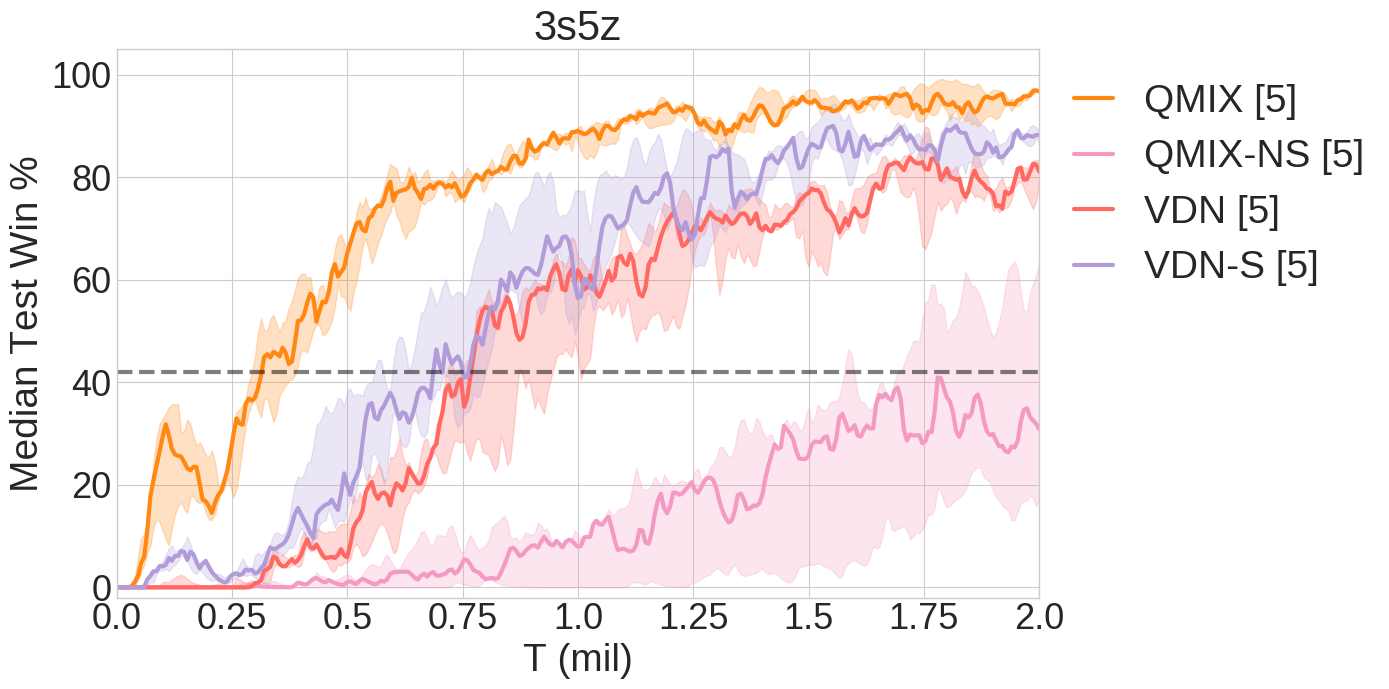 3s5z
Median Test Win %
100
80
60
40
20
0
0.0 0.25 0.5 0.75 1.0 1.25 1.5 1.75 2.0
T (mil)
QMIX [5]
QMIX-NS [5]
VDN [5]
VDN-S [5]